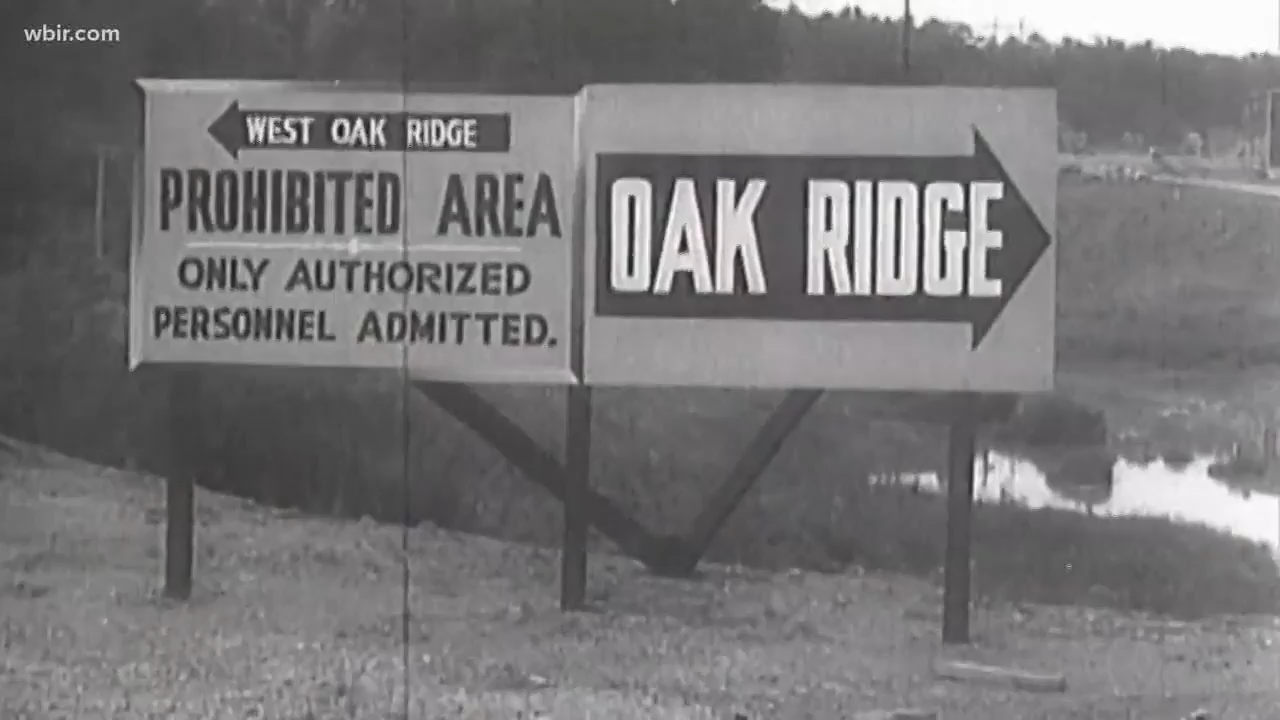 wbir.com
WEST OAK RIDGE
PROHIBITED AREA
ONLY AUTHORIZED
PERSONNEL ADMITTED.
OAK RIDGE